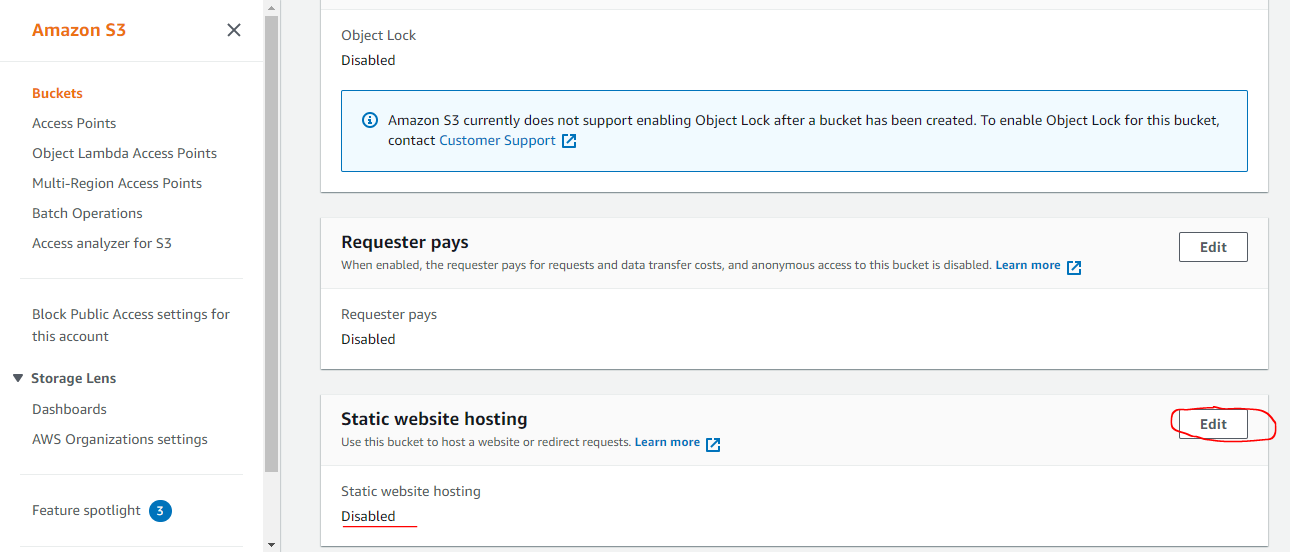 Amazon S3
Buckets
Access Points
Object Lambda Access Points
Multi-Region Access Points
Batch Operations
Access analyzer for S3
Block Public Access settings for
this account
Storage Lens
Dashboards
AWS Organizations settings
Feature spotlight 3
Object Lock
Disabled
Amazon S3 currently does not support enabling Object Lock after a bucket has been created. To enable Object Lock for this bucket,
contact Customer Support
Requester pays
Edit
When enabled, the requester pays for requests and data transfer costs, and anonymous access to this bucket is disabled. Learn more
Requester pays
Disabled
Static website hosting
Edit
Use this bucket to host a website or redirect requests. Learn more
Static website hosting
Disabled